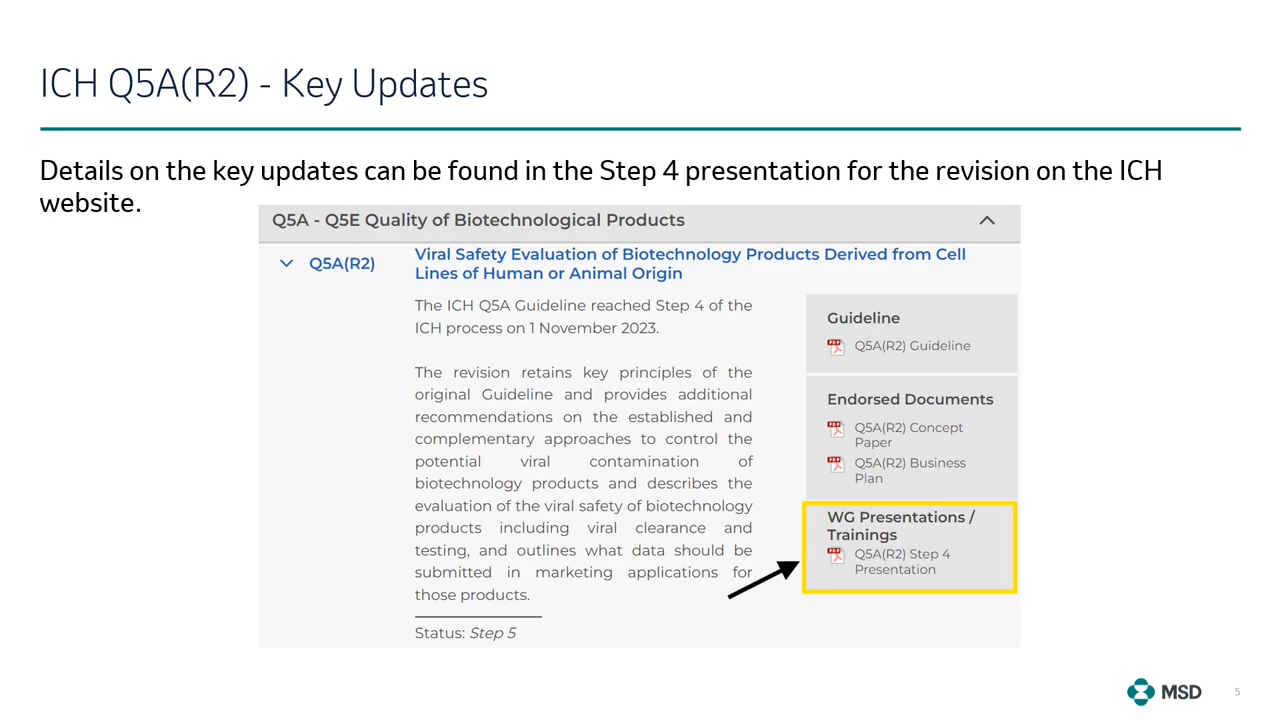 ICH Q5A(R2) - Key Updates
Details on the key updates can be found in the Step 4 presentation for the revision on the ICH
website.
Q5A - Q5E Quality of Biotechnological Products
Q5A(R2)
Viral Safety Evaluation of Biotechnology Products Derived from Cell
Lines of Human or Animal Origin
The ICH Q5A Guideline reached Step 4 of the
ICH process on 1 November 2023.
The revision retains key principles of the
original Guideline and provides additional
recommendations on the established and
complementary approaches to control the
potential viral contamination of
biotechnology products and describes the
evaluation of the viral safety of biotechnology
products including viral clearance and
testing, and outlines what data should be
submitted in marketing applications for
those products.
Status: Step 5
Guideline
PDF
Q5A(R2) Guideline
Endorsed Documents
PDF
Q5A(R2) Concept
Paper
PDF
Q5A(R2) Business
Plan
WG Presentations /
Trainings
PDF
Q5A(R2) Step 4
Presentation
MSD
5